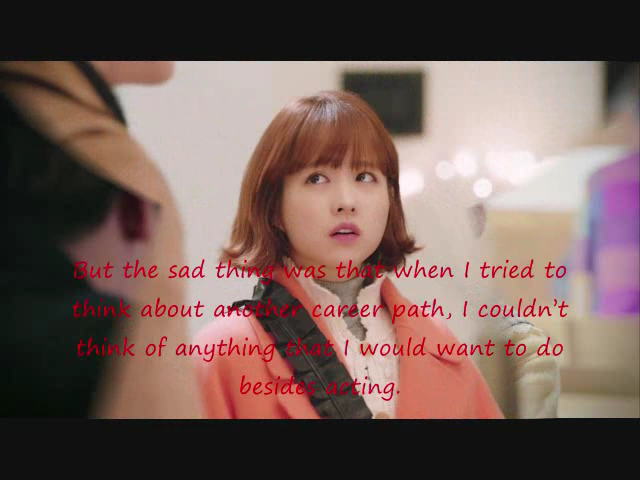 But the sad thing was that when I tried to
think about another career path, I couldn’t
think of anything that I would want to do
besides acting.